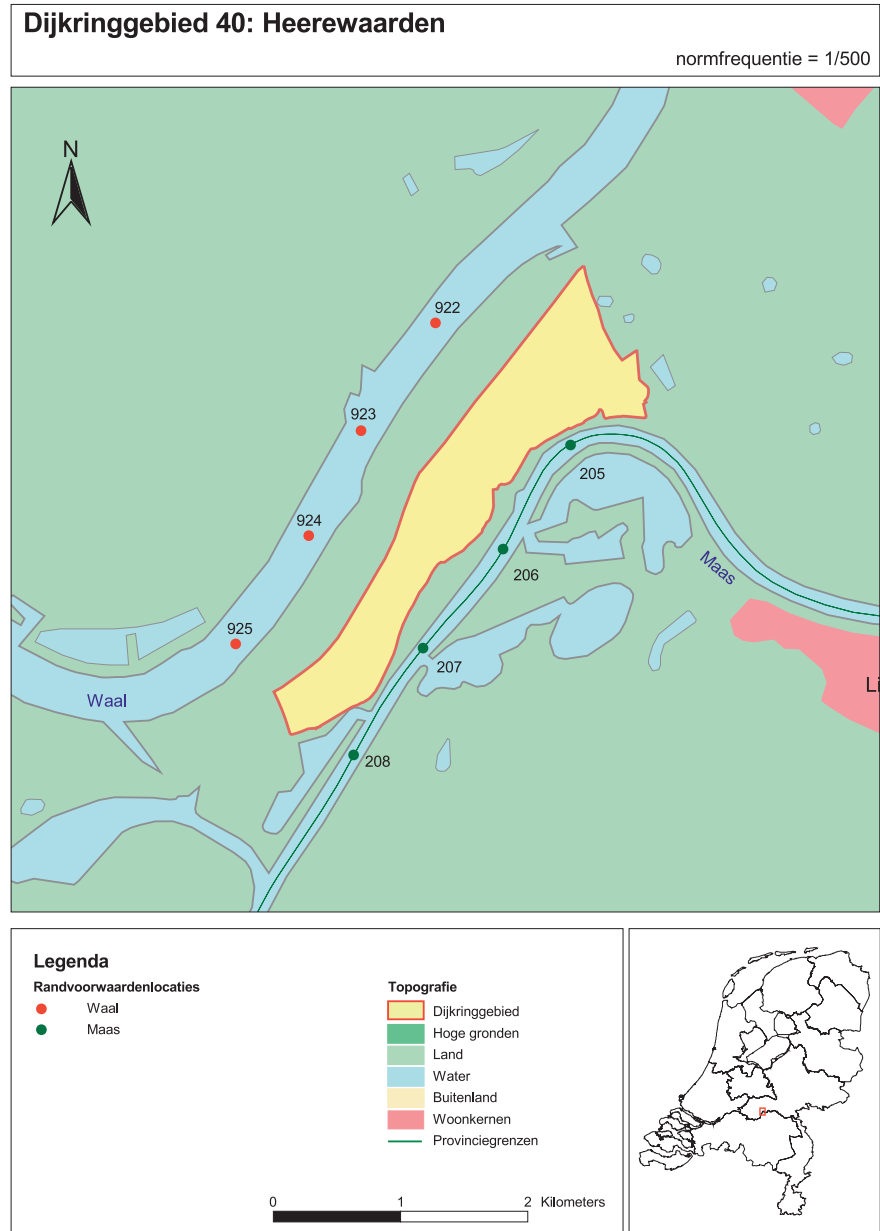 Dijkringgebied 40: Heerewaarden
normfrequentie = 1/500
N
922
923
205
924
206
Maas
925
207
Li
Waal
208
Legenda
Randvoorwaardenlocaties
Waal
Maas
Topografie
Dijkringgebied
Hoge gronden
Land
Water
Buitenland
Woonkernen
Provinciegrenzen
0 1 2 Kilometers